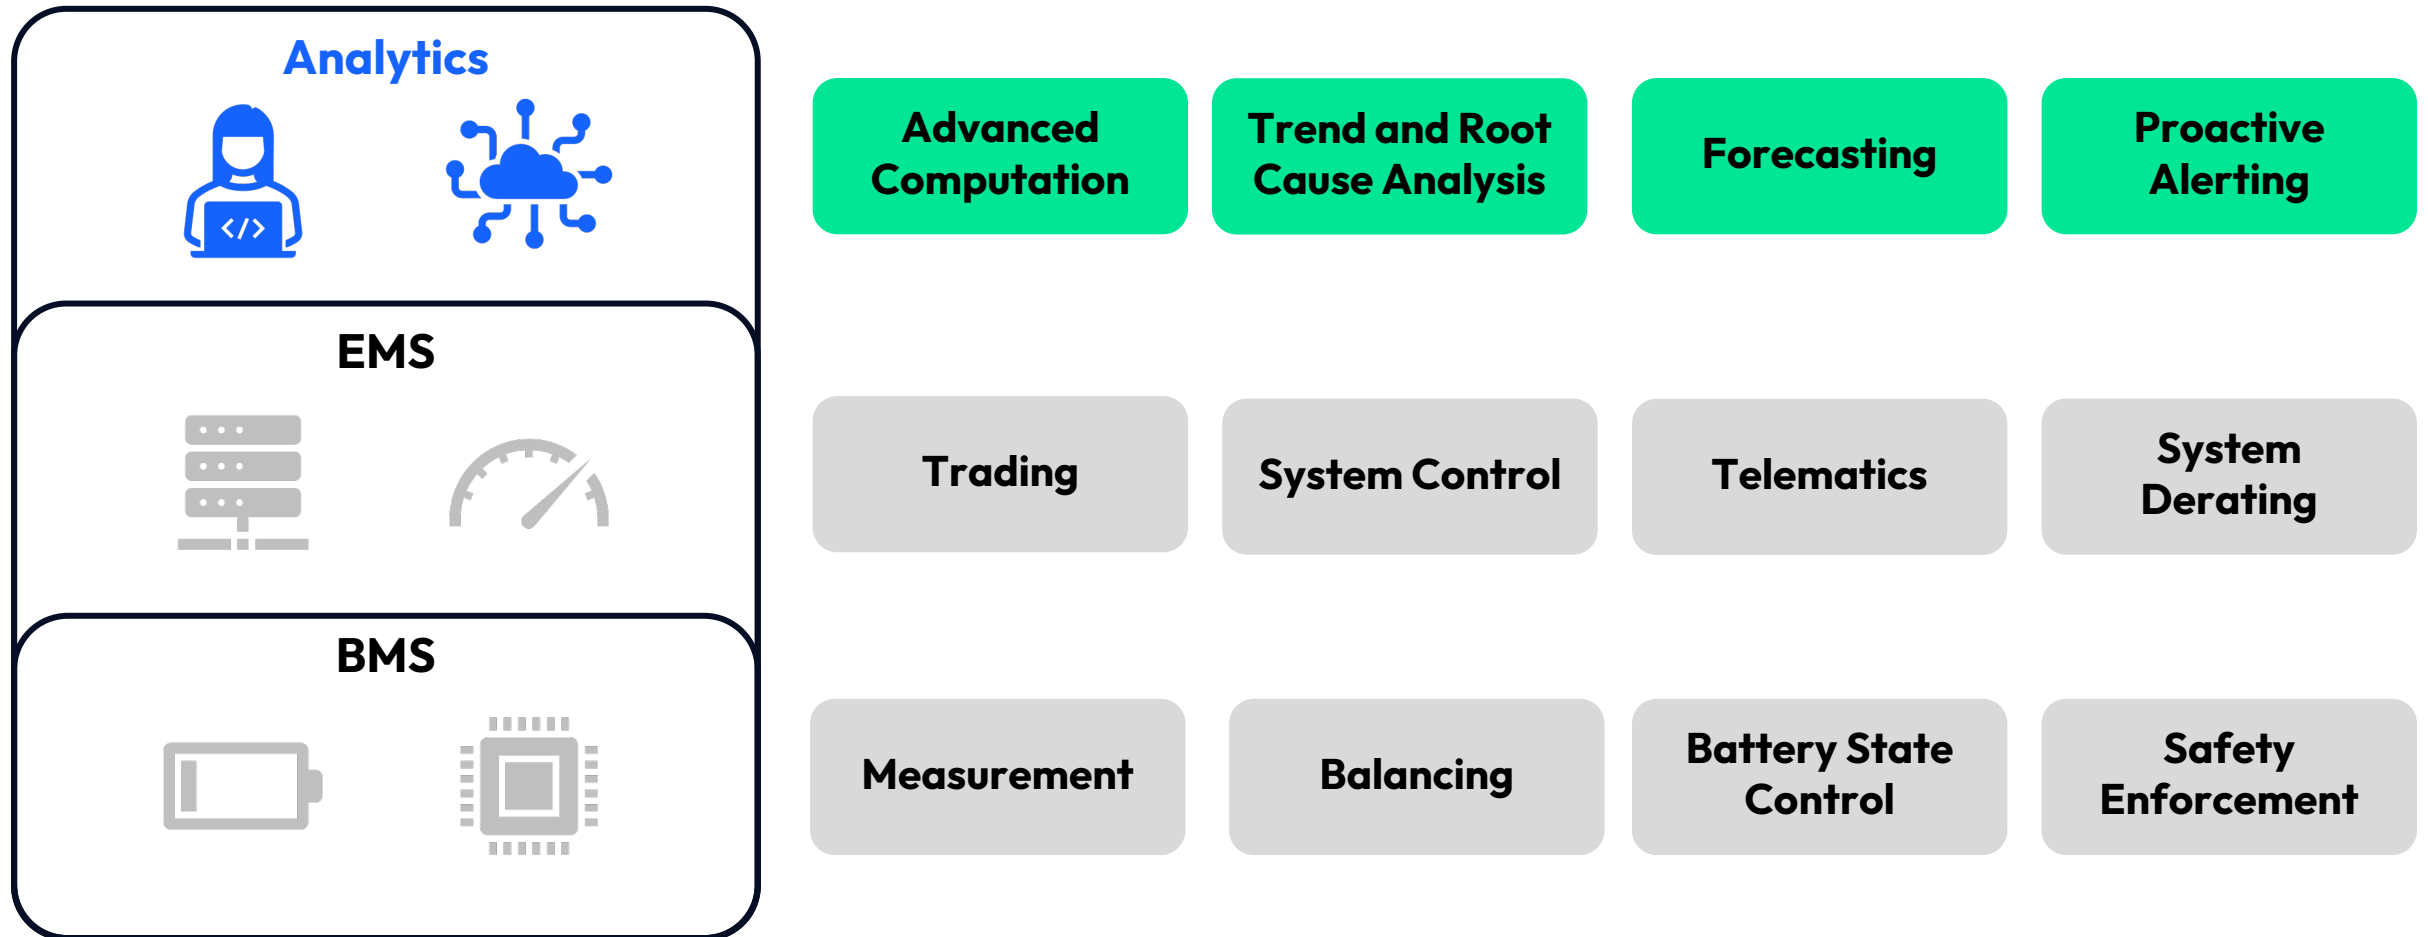 Analytics
</>
Advanced
Computation
Trend and Root
Cause Analysis
Forecasting
Proactive
Alerting
EMS
Trading
System Control
Telematics
System
Derating
BMS
Measurement
Balancing
Battery State
Control
Safety
Enforcement